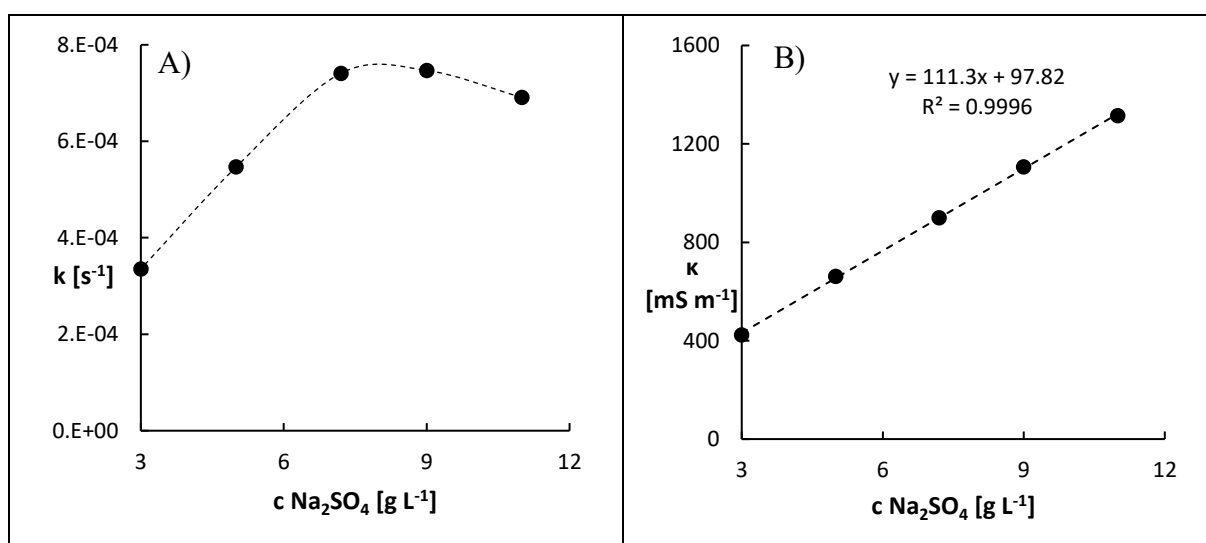 A)
8.E-04
6.E-04
4.E-04
k [s⁻¹]
2.E-04
0.E+00
3 6 9 12
c Na₂SO₄ [g L⁻¹]
B)
1600
y = 111.3x + 97.82
R² = 0.9996
1200
800
κ
[mS m⁻¹]
400
0
3 6 9 12
c Na₂SO₄ [g L⁻¹]